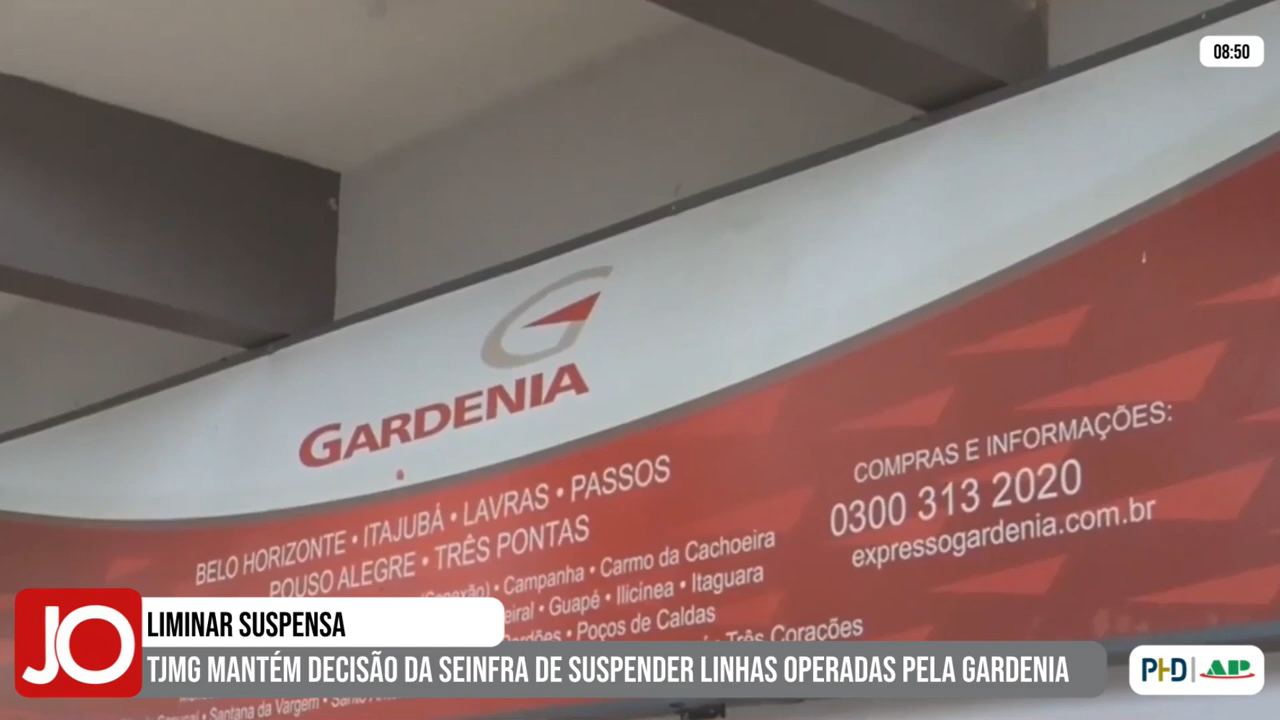 08:50
GARDENIA
BELO HORIZONTE • ITAJUBÁ • LAVRAS • PASSOS
POUSO ALEGRE • TRÊS PONTAS
• Campanha • Carmo da Cachoeira
• Guapé • Ilicínea • Itaguara
• Poços de Caldas
Três Corações
• Santana da Vargem •
COMPRAS E INFORMAÇÕES:
0300 313 2020
expressogardenia.com.br
JO
LIMINAR SUSPENSA
TJMG MANTÉM DECISÃO DA SEINFRA DE SUSPENDER LINHAS OPERADAS PELA GARDENIA
PHD | AP